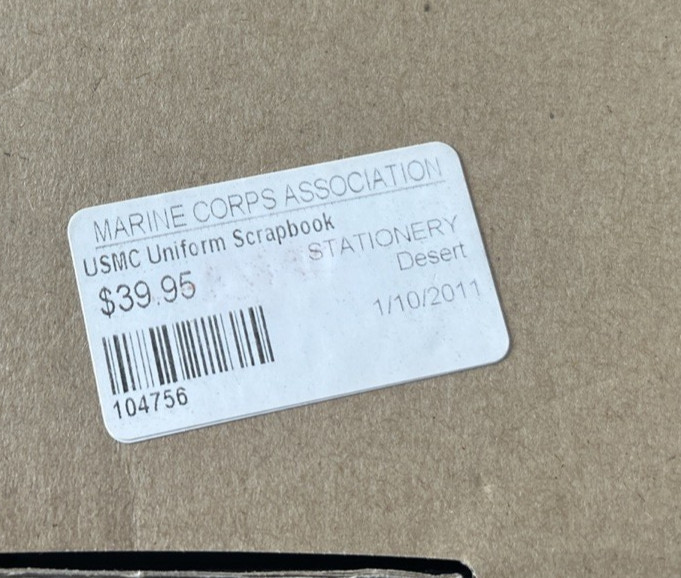 MARINE CORPS ASSOCIATION
USMC Uniform Scrapbook
STATIONERY
$39.95
Desert
1/10/2011
104756